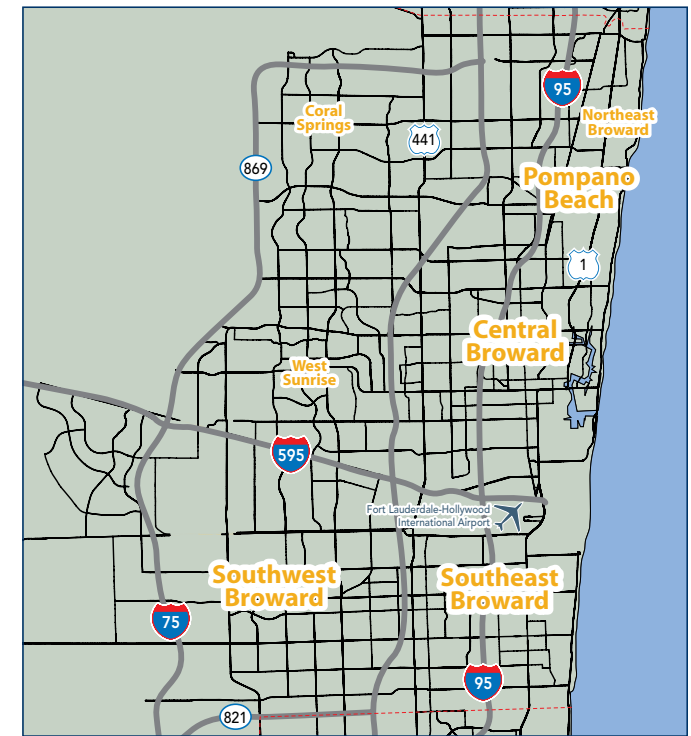 95
Northeast
Broward
Coral
Springs
441
869
Pompano
Beach
1
Central
Broward
West
Sunrise
595
Fort Lauderdale-Hollywood
International Airport
Southwest
Broward
Southeast
Broward
75
95
821